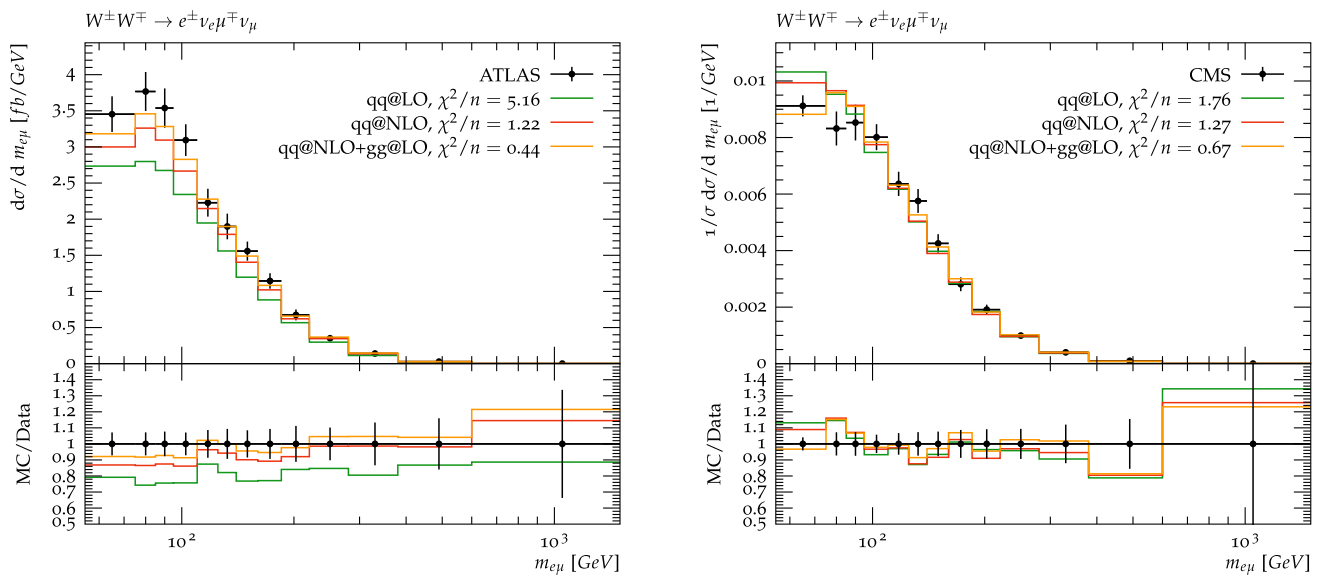 W±W∓ → e±νₑμ∓ν_μ
dσ/d m_eμ [fb/GeV]
4
3.5
3
2.5
2
1.5
1
0.5
0
ATLAS
qq@LO, χ²/n = 5.16
qq@NLO, χ²/n = 1.22
qq@NLO+gg@LO, χ²/n = 0.44
MC/Data
1.4
1.3
1.2
1.1
1
0.9
0.8
0.7
0.6
0.5
10² 10³
m_eμ [GeV]
W±W∓ → e±νₑμ∓ν_μ
1/σ dσ/d m_eμ [1/GeV]
0.01
0.008
0.006
0.004
0.002
0
CMS
qq@LO, χ²/n = 1.76
qq@NLO, χ²/n = 1.27
qq@NLO+gg@LO, χ²/n = 0.67
MC/Data
1.4
1.3
1.2
1.1
1
0.9
0.8
0.7
0.6
0.5
10² 10³
m_eμ [GeV]